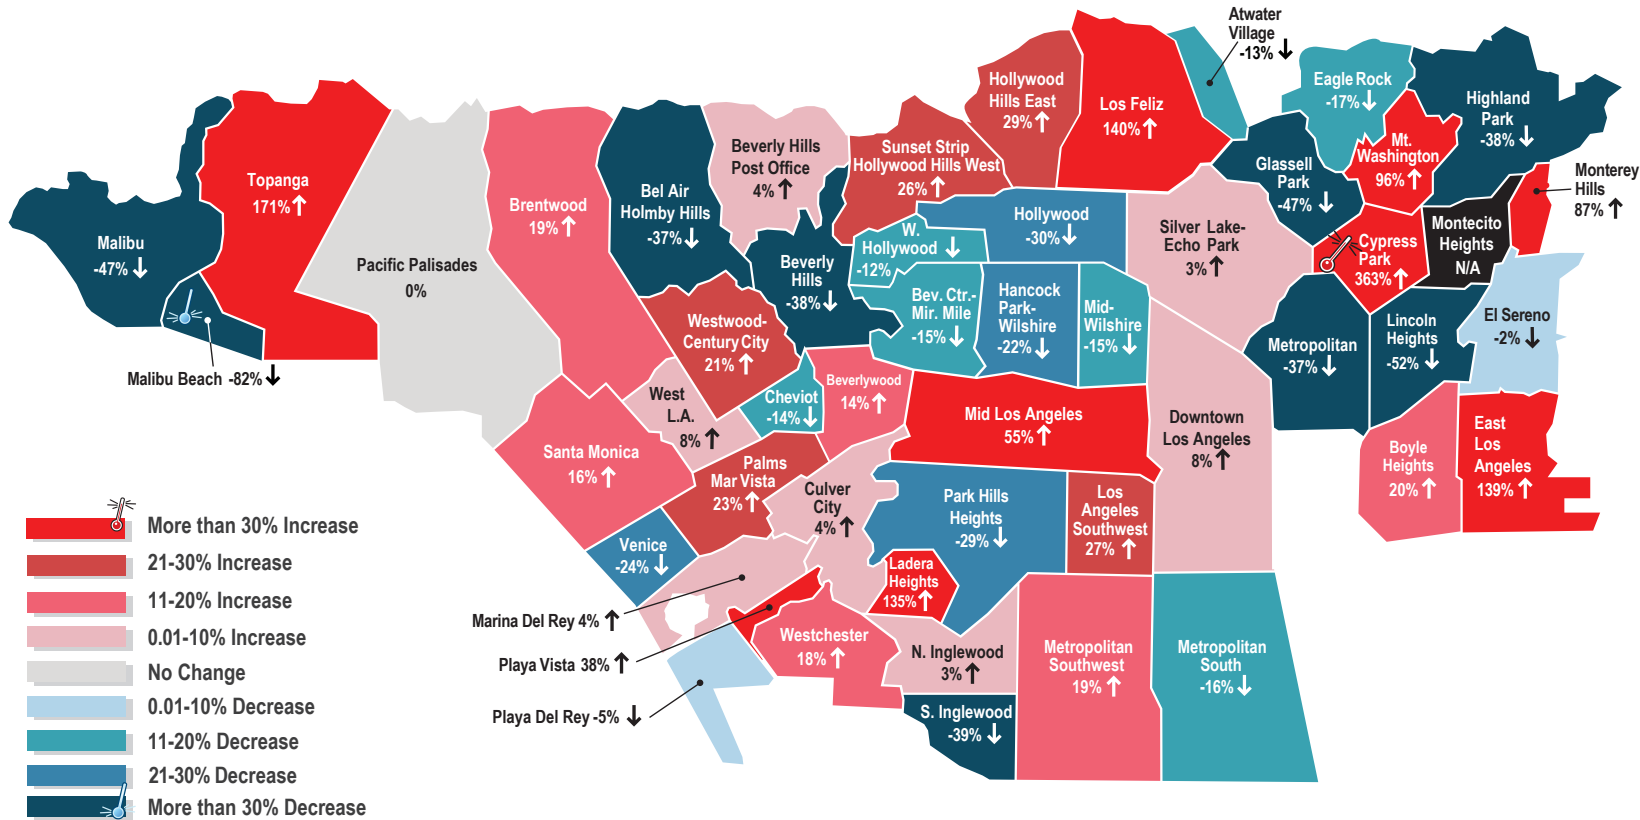 Malibu
-47%
Malibu Beach -82%
Topanga
171%
Pacific Palisades
0%
Brentwood
19%
Bel Air
Holmby Hills
-37%
Beverly Hills
Post Office
4%
Beverly
Hills
-38%
Sunset Strip
Hollywood Hills West
26%
Hollywood
Hills East
29%
Los Feliz
140%
Atwater
Village
-13%
Eagle Rock
-17%
Highland
Park
-38%
Mt.
Washington
96%
Glassell
Park
-47%
Monterey
Hills
87%
Montecito
Heights
N/A
Cypress
Park
363%
Silver Lake-
Echo Park
3%
Hollywood
-30%
W.
Hollywood
-12%
Bev. Ctr.-
Mir. Mile
-15%
Hancock
Park-
Wilshire
-22%
Mid-
Wilshire
-15%
Metropolitan
-37%
Lincoln
Heights
-52%
El Sereno
-2%
Westwood-
Century City
21%
West
L.A.
8%
Cheviot
-14%
Beverlywood
14%
Mid Los Angeles
55%
Downtown
Los Angeles
8%
Boyle
Heights
20%
East
Los
Angeles
139%
Santa Monica
16%
Palms
Mar Vista
23%
Culver
City
4%
Park Hills
Heights
-29%
Los
Angeles
Southwest
27%
Venice
-24%
Ladera
Heights
135%
Marina Del Rey 4%
Playa Vista 38%
Playa Del Rey -5%
Westchester
18%
N. Inglewood
3%
S. Inglewood
-39%
Metropolitan
Southwest
19%
Metropolitan
South
-16%
More than 30% Increase
21-30% Increase
11-20% Increase
0.01-10% Increase
No Change
0.01-10% Decrease
11-20% Decrease
21-30% Decrease
More than 30% Decrease